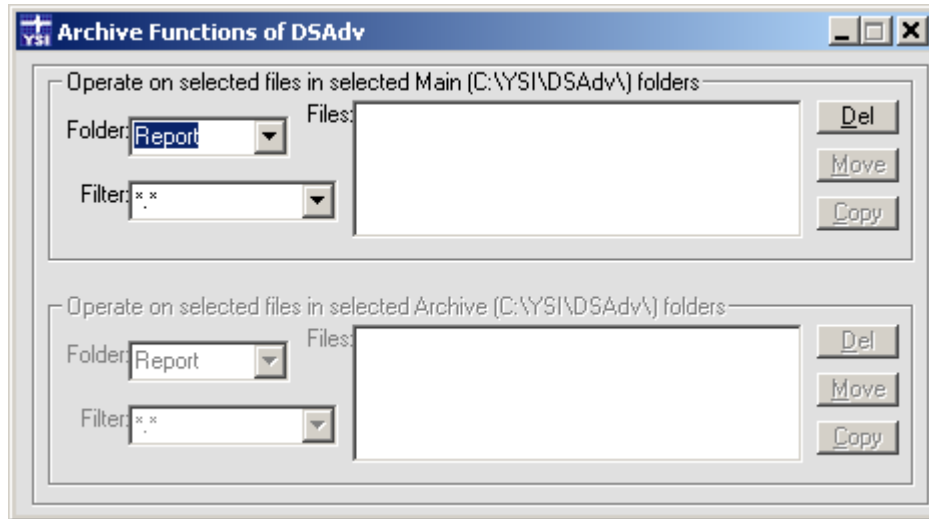 YSI Archive Functions of DSAdv
Operate on selected files in selected Main (C:\YSI\DSAdv\) folders
Folder: Report
Files:
Del
Filter: *.*
Move
Copy
Operate on selected files in selected Archive (C:\YSI\DSAdv\) folders
Folder: Report
Files:
Del
Filter: *.*
Move
Copy